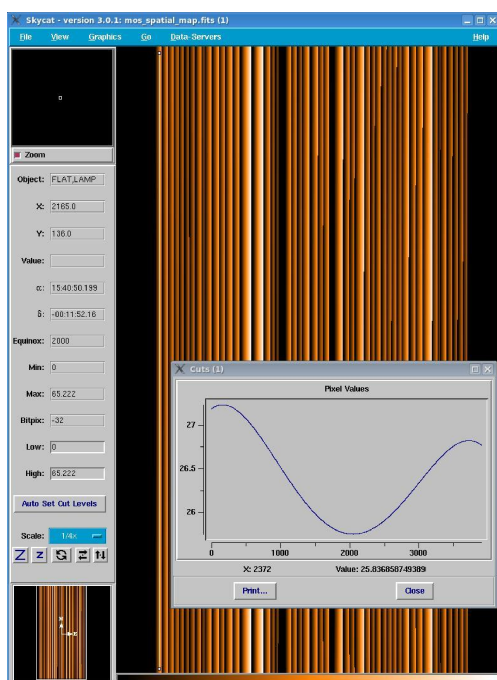 Skycat - version 3.0.1: mos_spatial_map.fits (1)
File View Graphics Go Data-Servers Help
Zoom
Object: FLAT,LAMP
X: 2165.0
Y: 136.0
Value:
α: 15:40:50.199
δ: -00:11:52.16
Equinox: 2000
Min: 0
Max: 65.222
Bitpix: -32
Low: 0
High: 65.222
Auto Set Cut Levels
Scale: 1/4x
Z z
Cuts (1)
Pixel Values
27
26.5
26
0 1000 2000 3000
X: 2372 Value: 25.836858749389
Print... Close